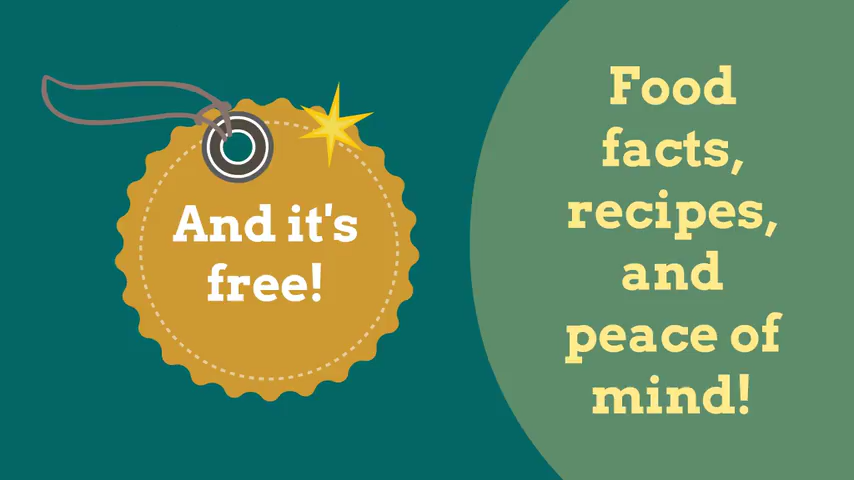 And it's
free!
Food
facts,
recipes,
and
peace of
mind!